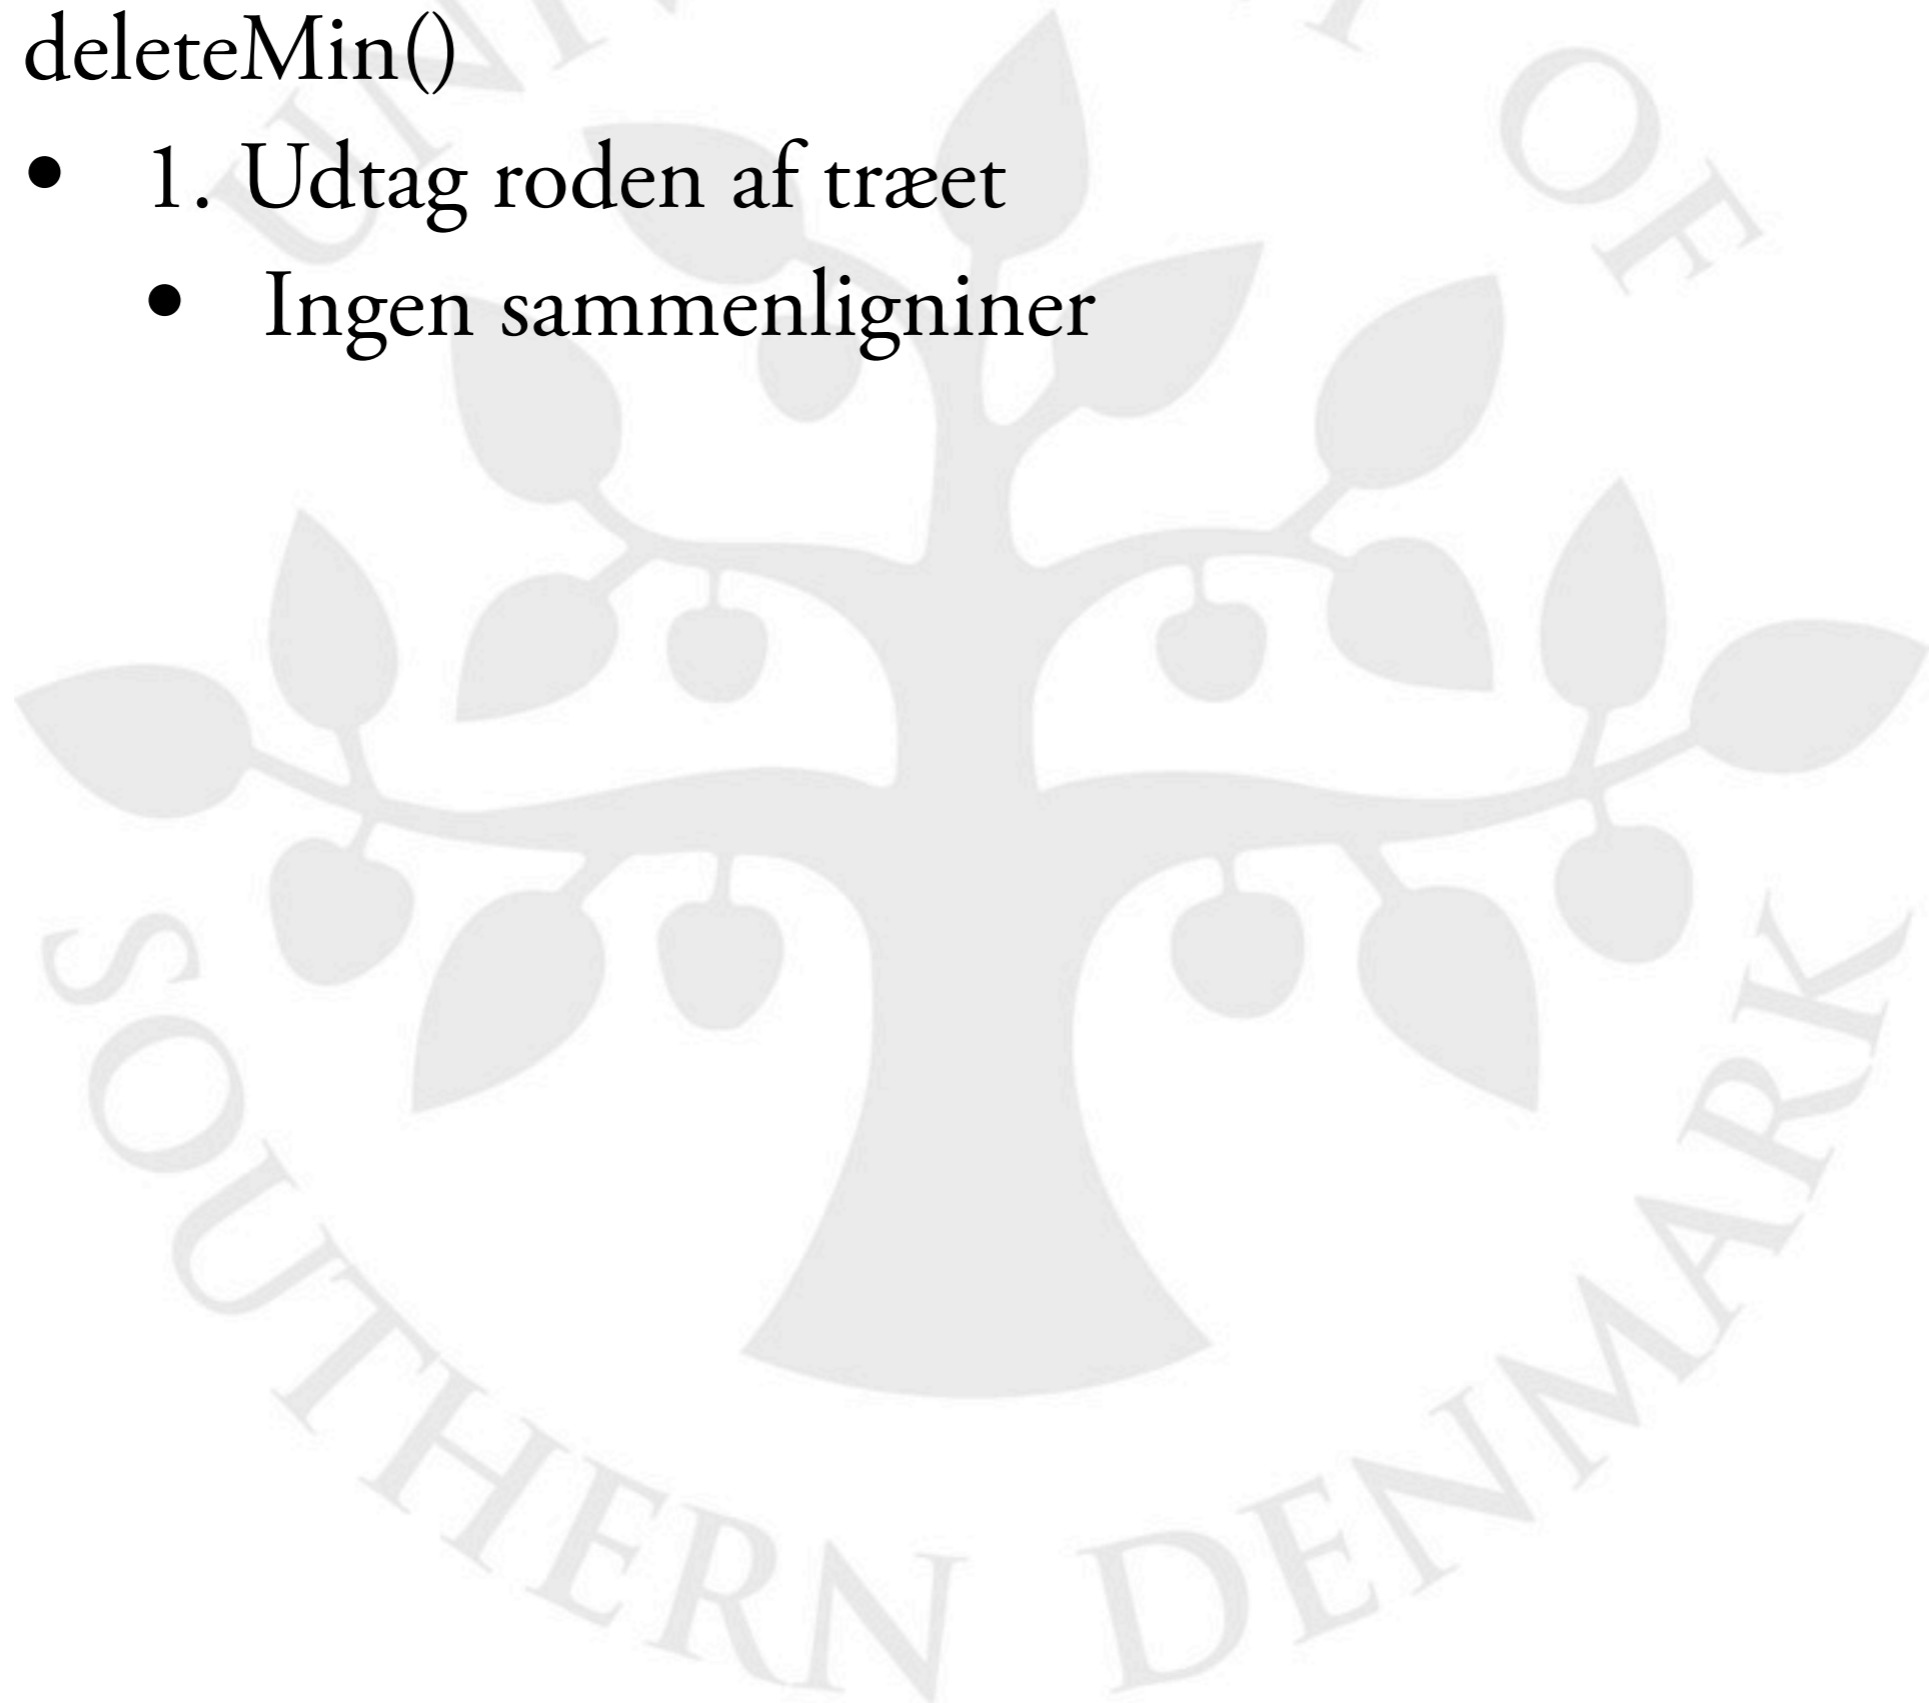 deleteMin()
• 1. Udtag roden af træet
• Ingen sammenligniner
OF
SOUTHERN DENMARK